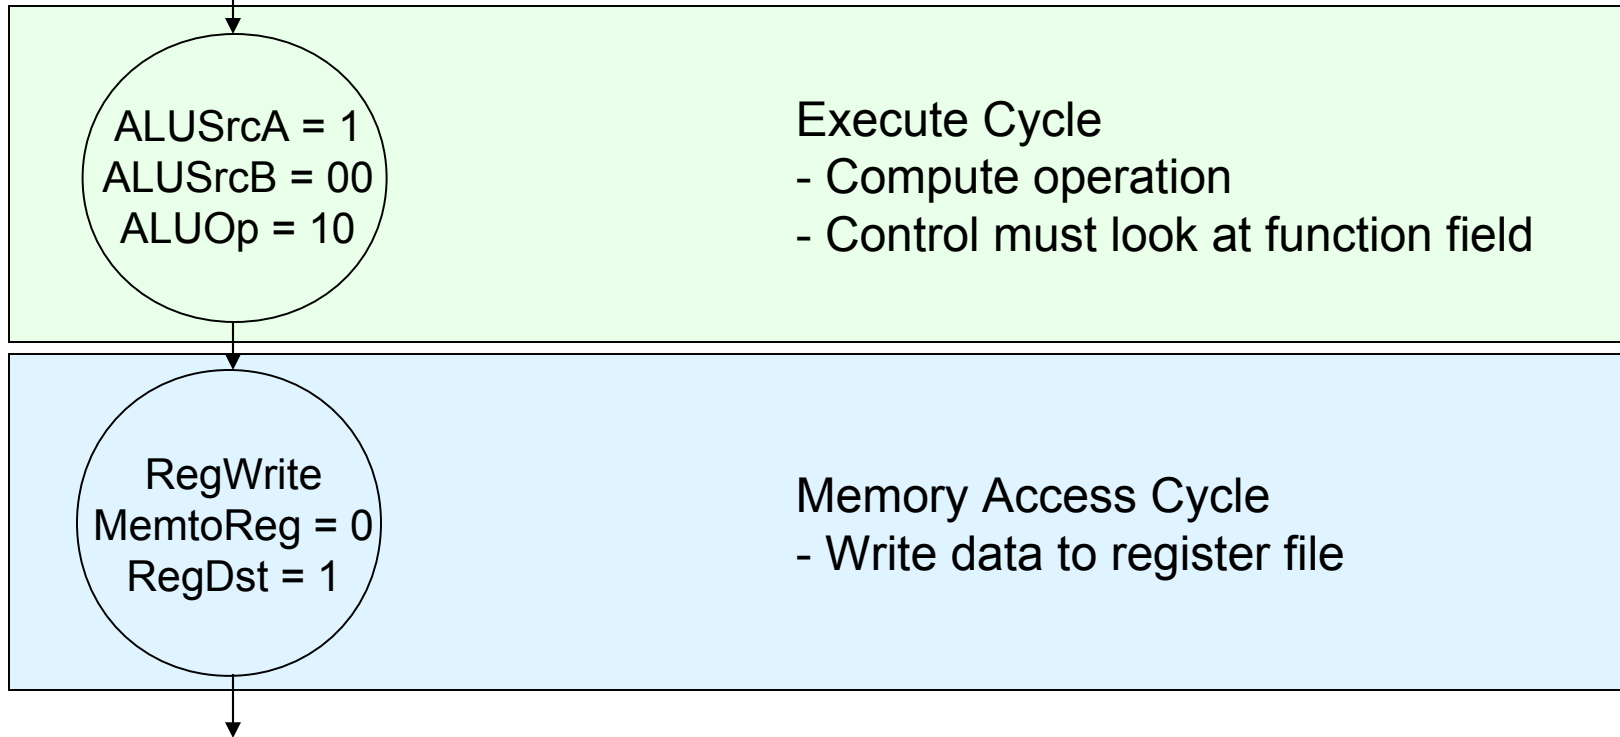 ALUSrcA = 1
ALUSrcB = 00
ALUOp = 10
Execute Cycle
- Compute operation
- Control must look at function field
RegWrite
MemtoReg = 0
RegDst = 1
Memory Access Cycle
- Write data to register file